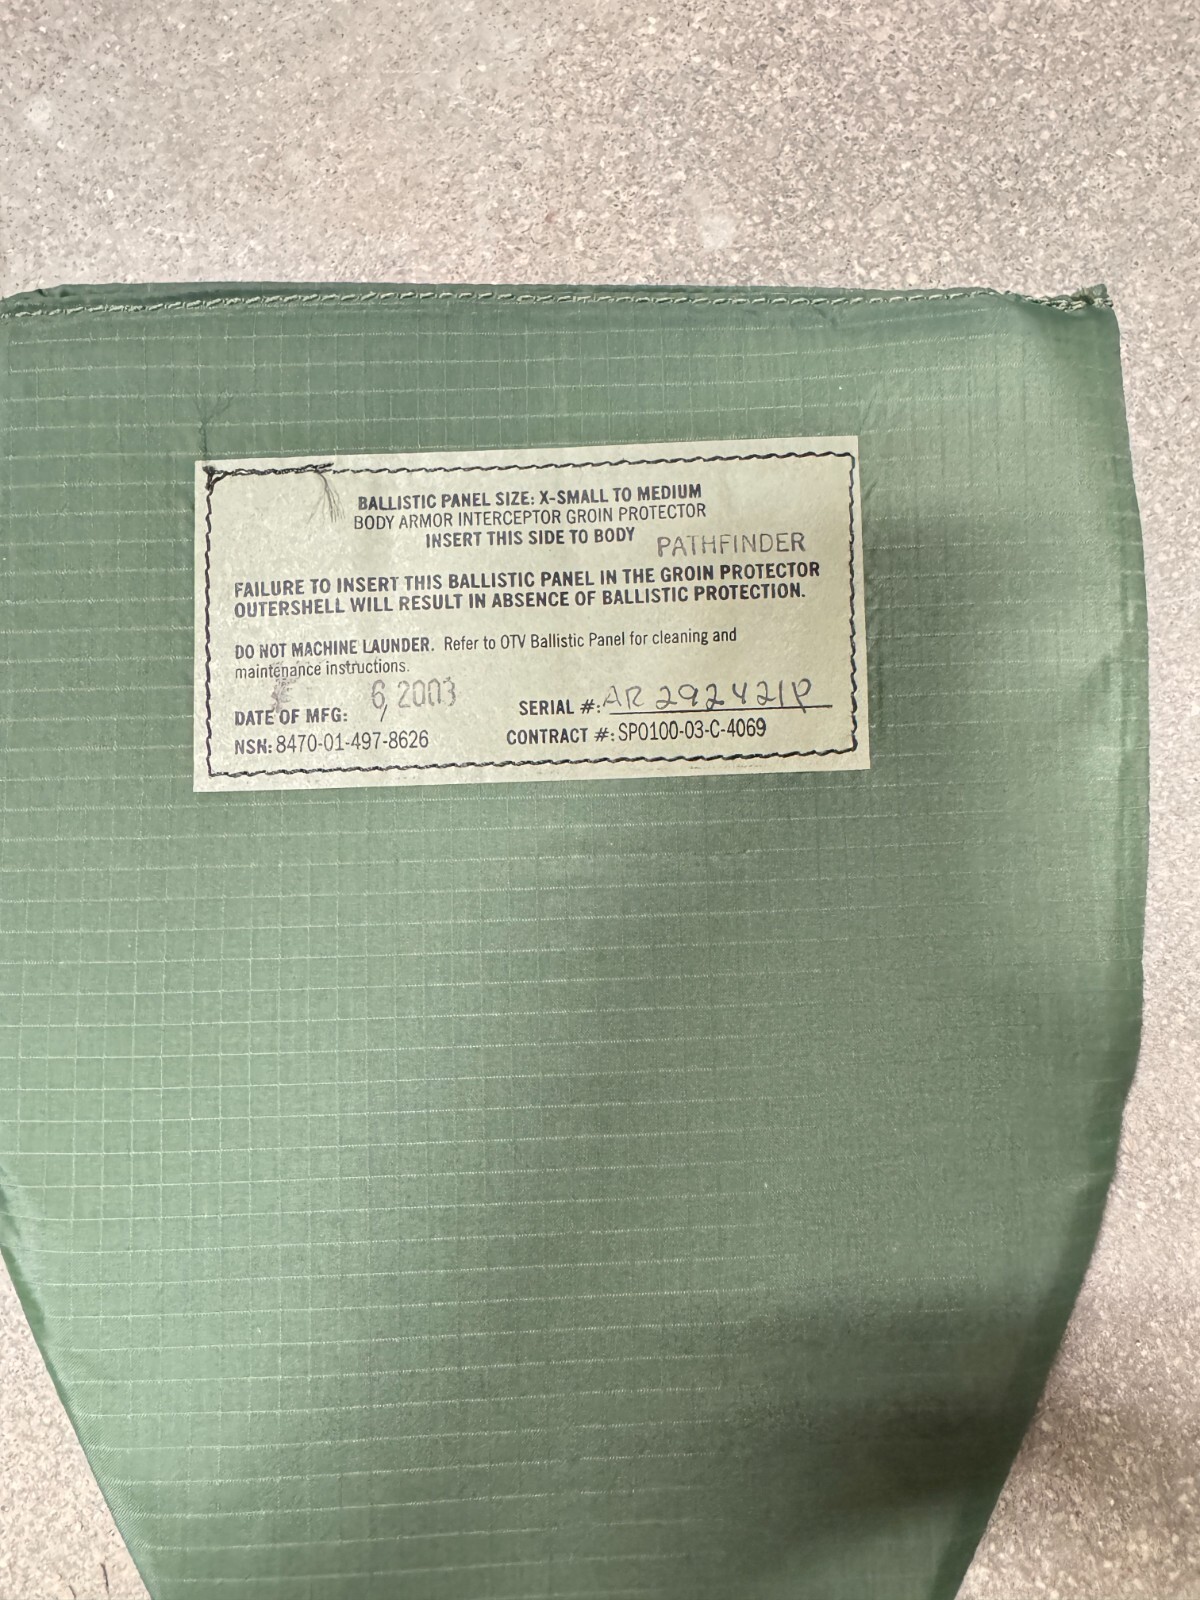 BALLISTIC PANEL SIZE: X-SMALL TO MEDIUM
BODY ARMOR INTERCEPTOR GROIN PROTECTOR
INSERT THIS SIDE TO BODY PATHFINDER
FAILURE TO INSERT THIS BALLISTIC PANEL IN THE GROIN PROTECTOR
OUTERSHELL WILL RESULT IN ABSENCE OF BALLISTIC PROTECTION.
DO NOT MACHINE LAUNDER. Refer to OTV Ballistic Panel for cleaning and
maintenance instructions.
DATE OF MFG: 6, 2003 SERIAL #: AR 292421P
NSN: 8470-01-497-8626 CONTRACT #: SPO100-03-C-4069